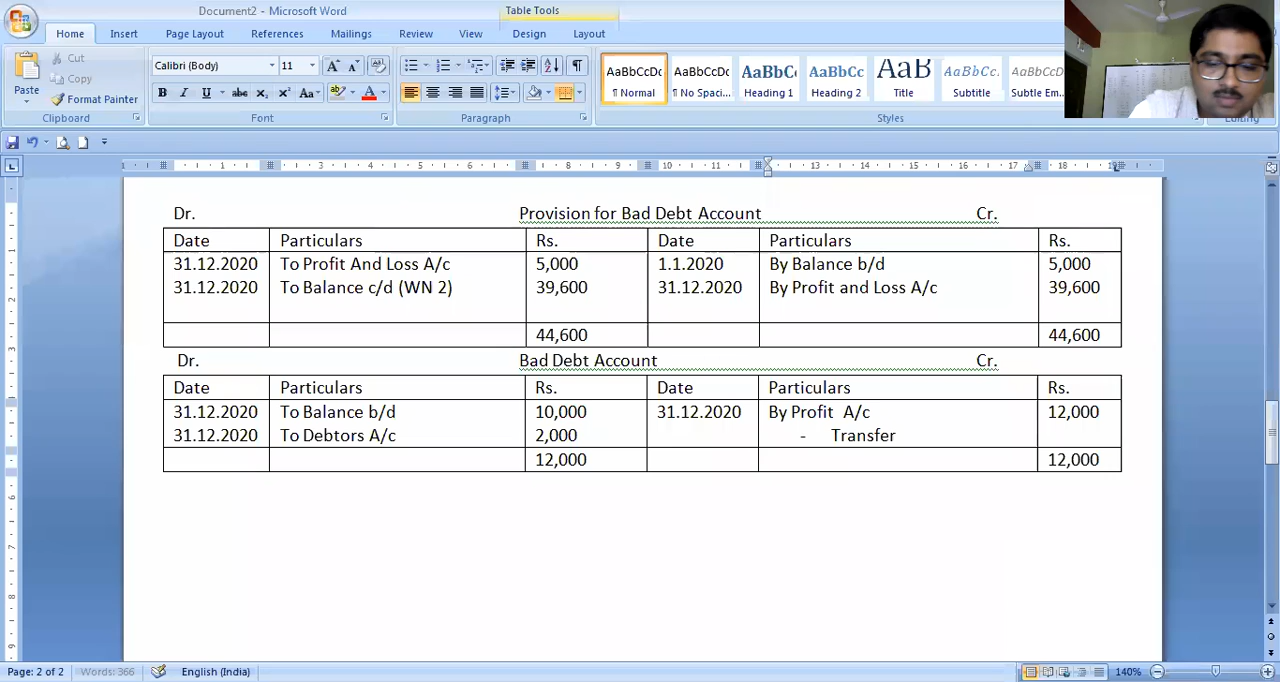 Document2 - Microsoft Word
Table Tools
Home Insert Page Layout References Mailings Review View Design Layout
Cut
Copy
Format Painter
Paste
Clipboard
Calibri (Body) 11
Font
Paragraph
AaBbCcDc AaBbCcDc AaBbC AaBbCc AaB AaBbCc. AaBbCcD
¶ Normal ¶ No Spaci... Heading 1 Heading 2 Title Subtitle Subtle Em...
Styles
Editing
Dr. Provision for Bad Debt Account Cr.
Date Particulars Rs. Date Particulars Rs.
31.12.2020 To Profit And Loss A/c 5,000 1.1.2020 By Balance b/d 5,000
31.12.2020 To Balance c/d (WN 2) 39,600 31.12.2020 By Profit and Loss A/c 39,600
44,600 44,600
Dr. Bad Debt Account Cr.
Date Particulars Rs. Date Particulars Rs.
31.12.2020 To Balance b/d 10,000 31.12.2020 By Profit A/c 12,000
31.12.2020 To Debtors A/c 2,000 - Transfer
12,000 12,000
Page: 2 of 2 Words: 366 English (India) 140%